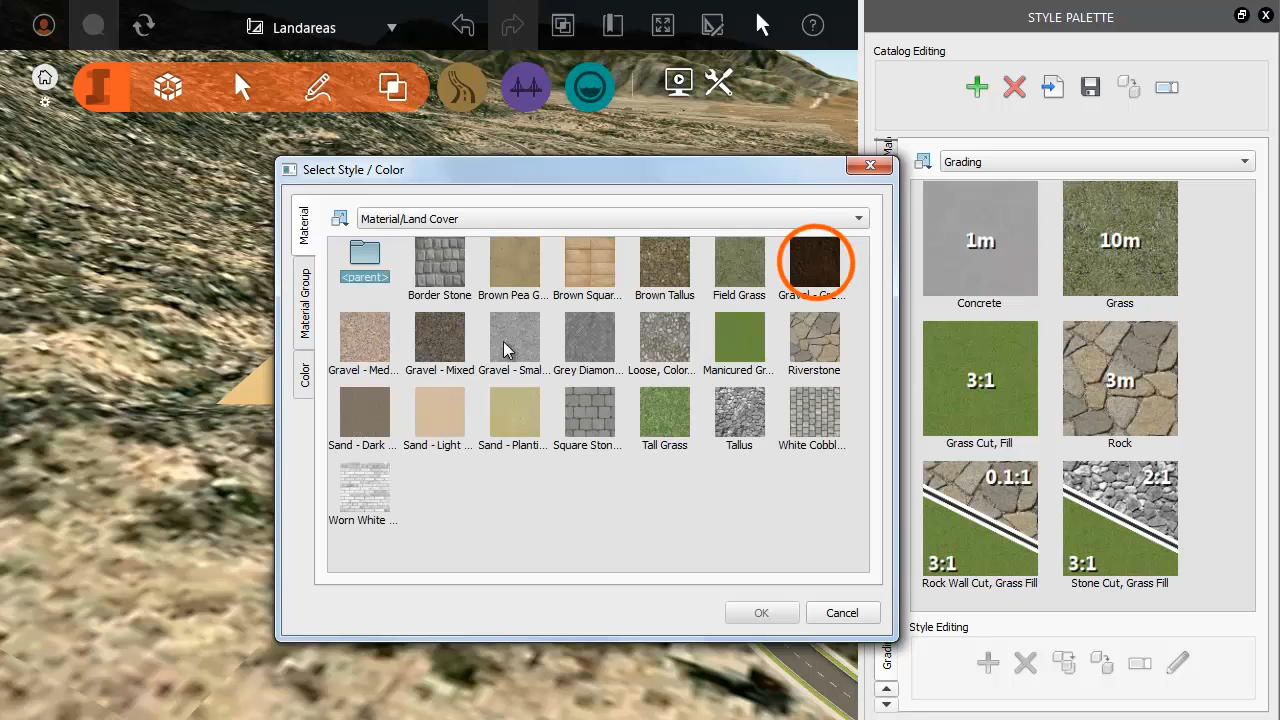 Landareas
STYLE PALETTE
Catalog Editing
Grading
1m
10m
Concrete
Grass
3:1
3m
Grass Cut, Fill
Rock
0.1:1
3:1
2:1
3:1
Rock Wall Cut, Grass Fill
Stone Cut, Grass Fill
Style Editing
Select Style / Color
Material
Material Group
Color
Material/Land Cover
<parent>
Border Stone
Brown Pea G...
Brown Squar...
Brown Tallus
Field Grass
Gravel - Med...
Gravel - Mixed
Gravel - Smal...
Grey Diamon...
Loose, Color...
Manicured Gr...
Riverstone
Sand - Dark ...
Sand - Light ...
Sand - Planti...
Square Ston...
Tall Grass
Tallus
White Cobbl...
Worn White ...
OK
Cancel